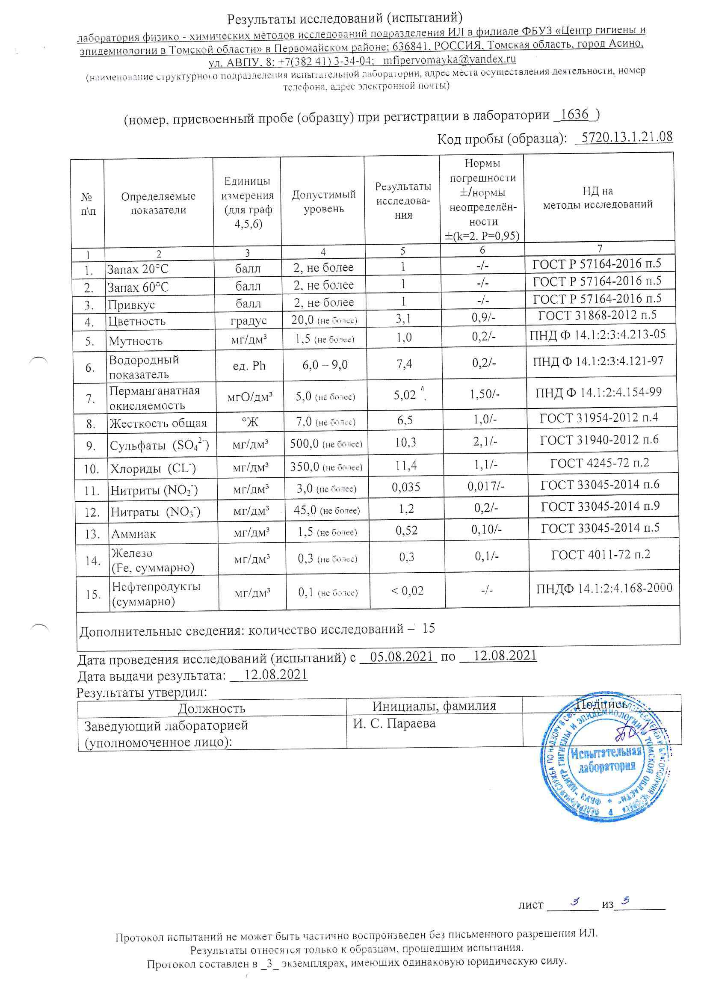 Результаты исследований (испытаний)
лаборатория физико - химических методов исследований подразделения ИЛ в филиале ФБУЗ «Центр гигиены и
эпидемиологии в Томской области» в Первомайском районе; 636841, РОССИЯ, Томская область, город Асино,
ул. АВПУ, 8; +7(382 41) 3-34-04; mfipervomayka@yandex.ru
(наименование структурного подразделения испытательной лаборатории, адрес места осуществления деятельности, номер
телефона, адрес электронной почты)
(номер, присвоенный пробе (образцу) при регистрации в лаборатории _1636_)
Код пробы (образца): 5720.13.1.21.08
№ п\п Определяемые показатели Единицы измерения (для граф 4,5,6) Допустимый уровень Результаты исследова-ния Нормы погрешности ±/нормы неопределён-ности ±(k=2. P=0,95) НД на методы исследований
1 2 3 4 5 6 7
1. Запах 20°С балл 2, не более 1 -/- ГОСТ Р 57164-2016 п.5
2. Запах 60°С балл 2, не более 1 -/- ГОСТ Р 57164-2016 п.5
3. Привкус балл 2, не более 1 -/- ГОСТ Р 57164-2016 п.5
4. Цветность градус 20,0 (не более) 3,1 0,9/- ГОСТ 31868-2012 п.5
5. Мутность мг/дм³ 1,5 (не более) 1,0 0,2/- ПНД Ф 14.1:2:3:4.213-05
6. Водородный показатель ед. Ph 6,0 – 9,0 7,4 0,2/- ПНД Ф 14.1:2:3:4.121-97
7. Перманганатная окисляемость мгО/дм³ 5,0 (не более) 5,02 1,50/- ПНД Ф 14.1:2:4.154-99
8. Жесткость общая °Ж 7,0 (не более) 6,5 1,0/- ГОСТ 31954-2012 п.4
9. Сульфаты (SO₄²⁻) мг/дм³ 500,0 (не более) 10,3 2,1/- ГОСТ 31940-2012 п.6
10. Хлориды (CL⁻) мг/дм³ 350,0 (не более) 11,4 1,1/- ГОСТ 4245-72 п.2
11. Нитриты (NO₂⁻) мг/дм³ 3,0 (не более) 0,035 0,017/- ГОСТ 33045-2014 п.6
12. Нитраты (NO₃⁻) мг/дм³ 45,0 (не более) 1,2 0,2/- ГОСТ 33045-2014 п.9
13. Аммиак мг/дм³ 1,5 (не более) 0,52 0,10/- ГОСТ 33045-2014 п.5
14. Железо (Fe, суммарно) мг/дм³ 0,3 (не более) 0,3 0,1/- ГОСТ 4011-72 п.2
15. Нефтепродукты (суммарно) мг/дм³ 0,1 (не более) < 0,02 -/- ПНДФ 14.1:2:4.168-2000
Дополнительные сведения: количество исследований – 15
Дата проведения исследований (испытаний) с 05.08.2021 по 12.08.2021
Дата выдачи результата: 12.08.2021
Результаты утвердил:
Должность Инициалы, фамилия Подпись
Заведующий лабораторией И. С. Параева
(уполномоченное лицо):
ФЕДЕРАЛЬНАЯ СЛУЖБА ПО НАДЗОРУ В СФЕРЕ ЗАЩИТЫ ПРАВ ПОТРЕБИТЕЛЕЙ И БЛАГОПОЛУЧИЯ ЧЕЛОВЕКА
ФБУЗ "ЦЕНТР ГИГИЕНЫ И ЭПИДЕМИОЛОГИИ В ТОМСКОЙ ОБЛАСТИ"
Испытательная
лаборатория
лист 3 из 3
Протокол испытаний не может быть частично воспроизведен без письменного разрешения ИЛ.
Результаты относятся только к образцам, прошедшим испытания.
Протокол составлен в _3_ экземплярах, имеющих одинаковую юридическую силу.